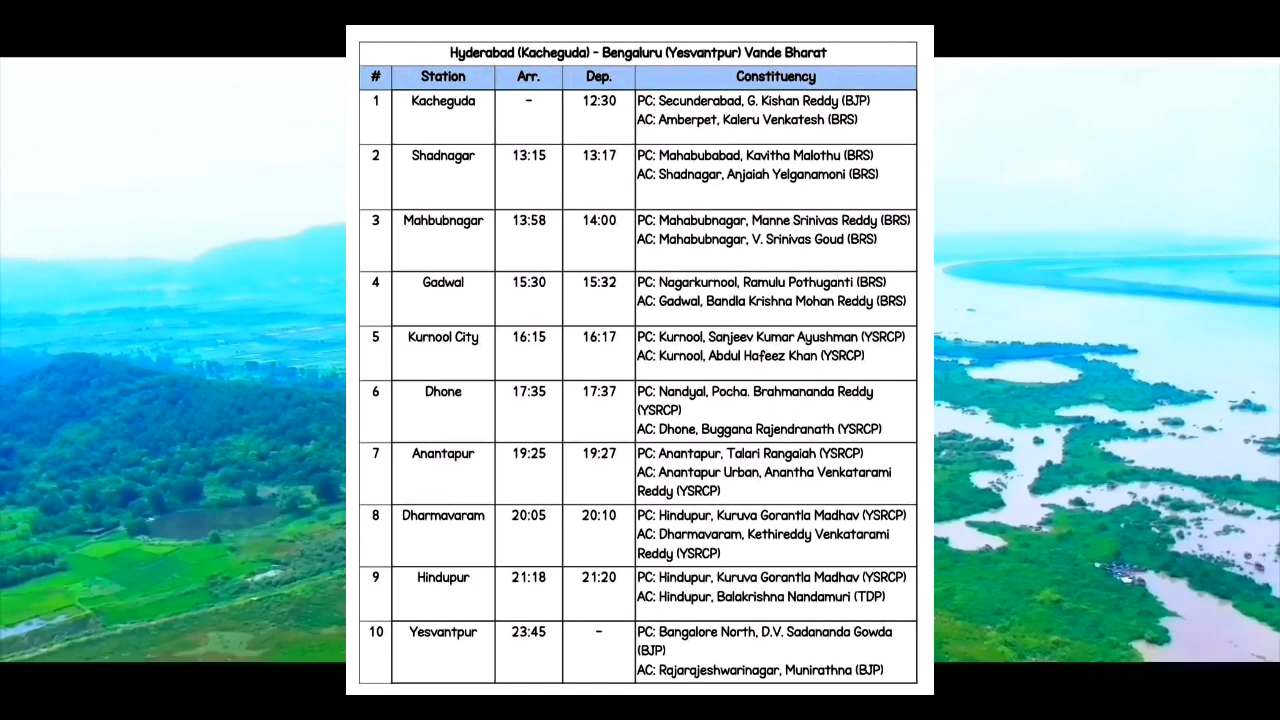 Hyderabad (Kacheguda) - Bengaluru (Yesvantpur) Vande Bharat
# Station Arr. Dep. Constituency
1 Kacheguda - 12:30 PC: Secunderabad, G. Kishan Reddy (BJP)
AC: Amberpet, Kaleru Venkatesh (BRS)
2 Shadnagar 13:15 13:17 PC: Mahabubabad, Kavitha Malothu (BRS)
AC: Shadnagar, Anjaiah Yelganamoni (BRS)
3 Mahbubnagar 13:58 14:00 PC: Mahabubnagar, Manne Srinivas Reddy (BRS)
AC: Mahabubnagar, V. Srinivas Goud (BRS)
4 Gadwal 15:30 15:32 PC: Nagarkurnool, Ramulu Pothuganti (BRS)
AC: Gadwal, Bandla Krishna Mohan Reddy (BRS)
5 Kurnool City 16:15 16:17 PC: Kurnool, Sanjeev Kumar Ayushman (YSRCP)
AC: Kurnool, Abdul Hafeez Khan (YSRCP)
6 Dhone 17:35 17:37 PC: Nandyal, Pocha. Brahmananda Reddy
(YSRCP)
AC: Dhone, Buggana Rajendranath (YSRCP)
7 Anantapur 19:25 19:27 PC: Anantapur, Talari Rangaiah (YSRCP)
AC: Anantapur Urban, Anantha Venkatarami
Reddy (YSRCP)
8 Dharmavaram 20:05 20:10 PC: Hindupur, Kuruva Gorantla Madhav (YSRCP)
AC: Dharmavaram, Kethireddy Venkatarami
Reddy (YSRCP)
9 Hindupur 21:18 21:20 PC: Hindupur, Kuruva Gorantla Madhav (YSRCP)
AC: Hindupur, Balakrishna Nandamuri (TDP)
10 Yesvantpur 23:45 - PC: Bangalore North, D.V. Sadananda Gowda
(BJP)
AC: Rajarajeshwarinagar, Munirathna (BJP)